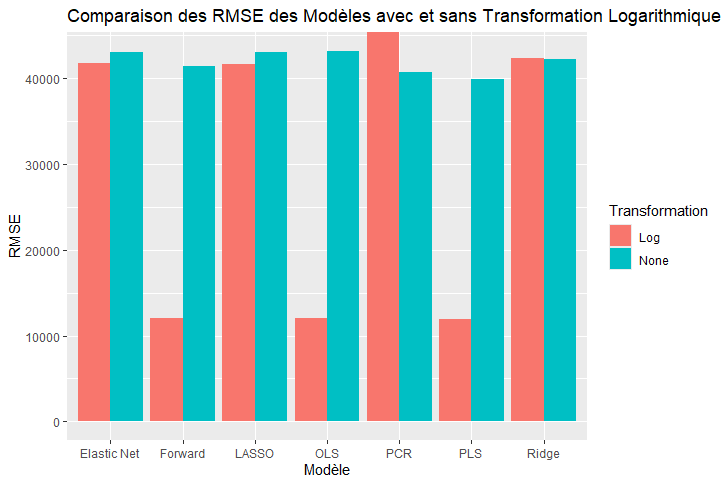 Comparaison des RMSE des Modèles avec et sans Transformation Logarithmique
40000
30000
20000
10000
0
RMSE
Elastic Net
Forward
LASSO
OLS
PCR
PLS
Ridge
Modèle
Transformation
Log
None